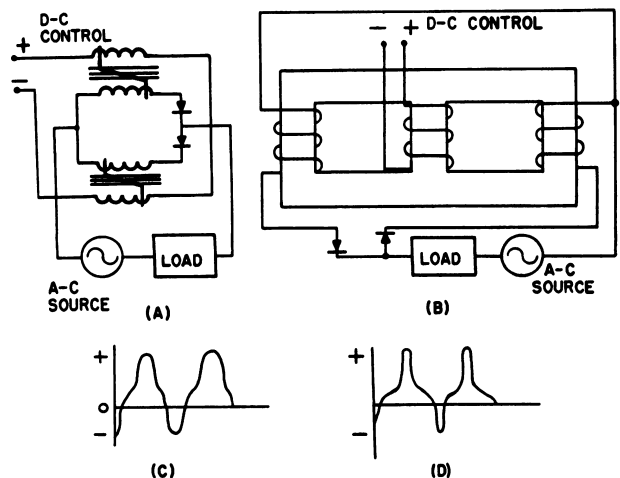 D-C
CONTROL
+
−
A-C
SOURCE
LOAD
(A)
− + D-C CONTROL
LOAD
A-C
SOURCE
(B)
+
O
−
(C)
+
−
(D)